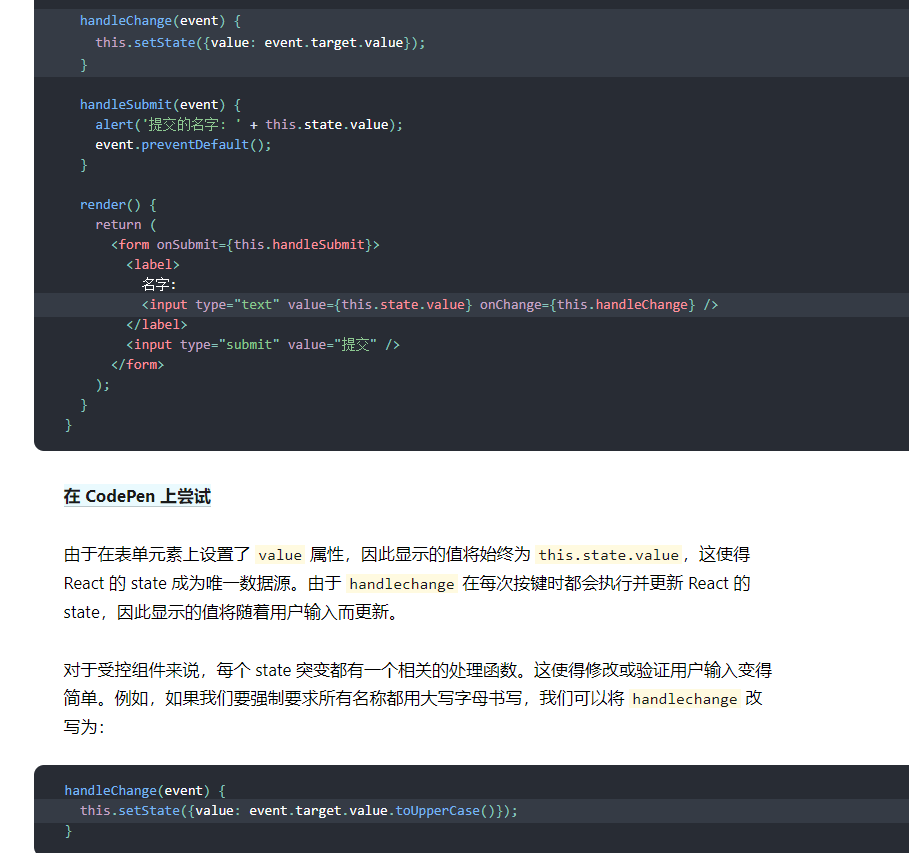 handleChange(event) {
this.setState({value: event.target.value});
}
handleSubmit(event) {
alert('提交的名字: ' + this.state.value);
event.preventDefault();
}
render() {
return (
<form onSubmit={this.handleSubmit}>
<label>
名字:
<input type="text" value={this.state.value} onChange={this.handleChange} />
</label>
<input type="submit" value="提交" />
</form>
);
}
}
在 CodePen 上尝试
由于在表单元素上设置了 value 属性，因此显示的值将始终为 this.state.value，这使得
React 的 state 成为唯一数据源。由于 handlechange 在每次按键时都会执行并更新 React 的
state，因此显示的值将随着用户输入而更新。
对于受控组件来说，每个 state 突变都有一个相关的处理函数。这使得修改或验证用户输入变得
简单。例如，如果我们要强制要求所有名称都用大写字母书写，我们可以将 handlechange 改
写为：
handleChange(event) {
this.setState({value: event.target.value.toUpperCase()});
}